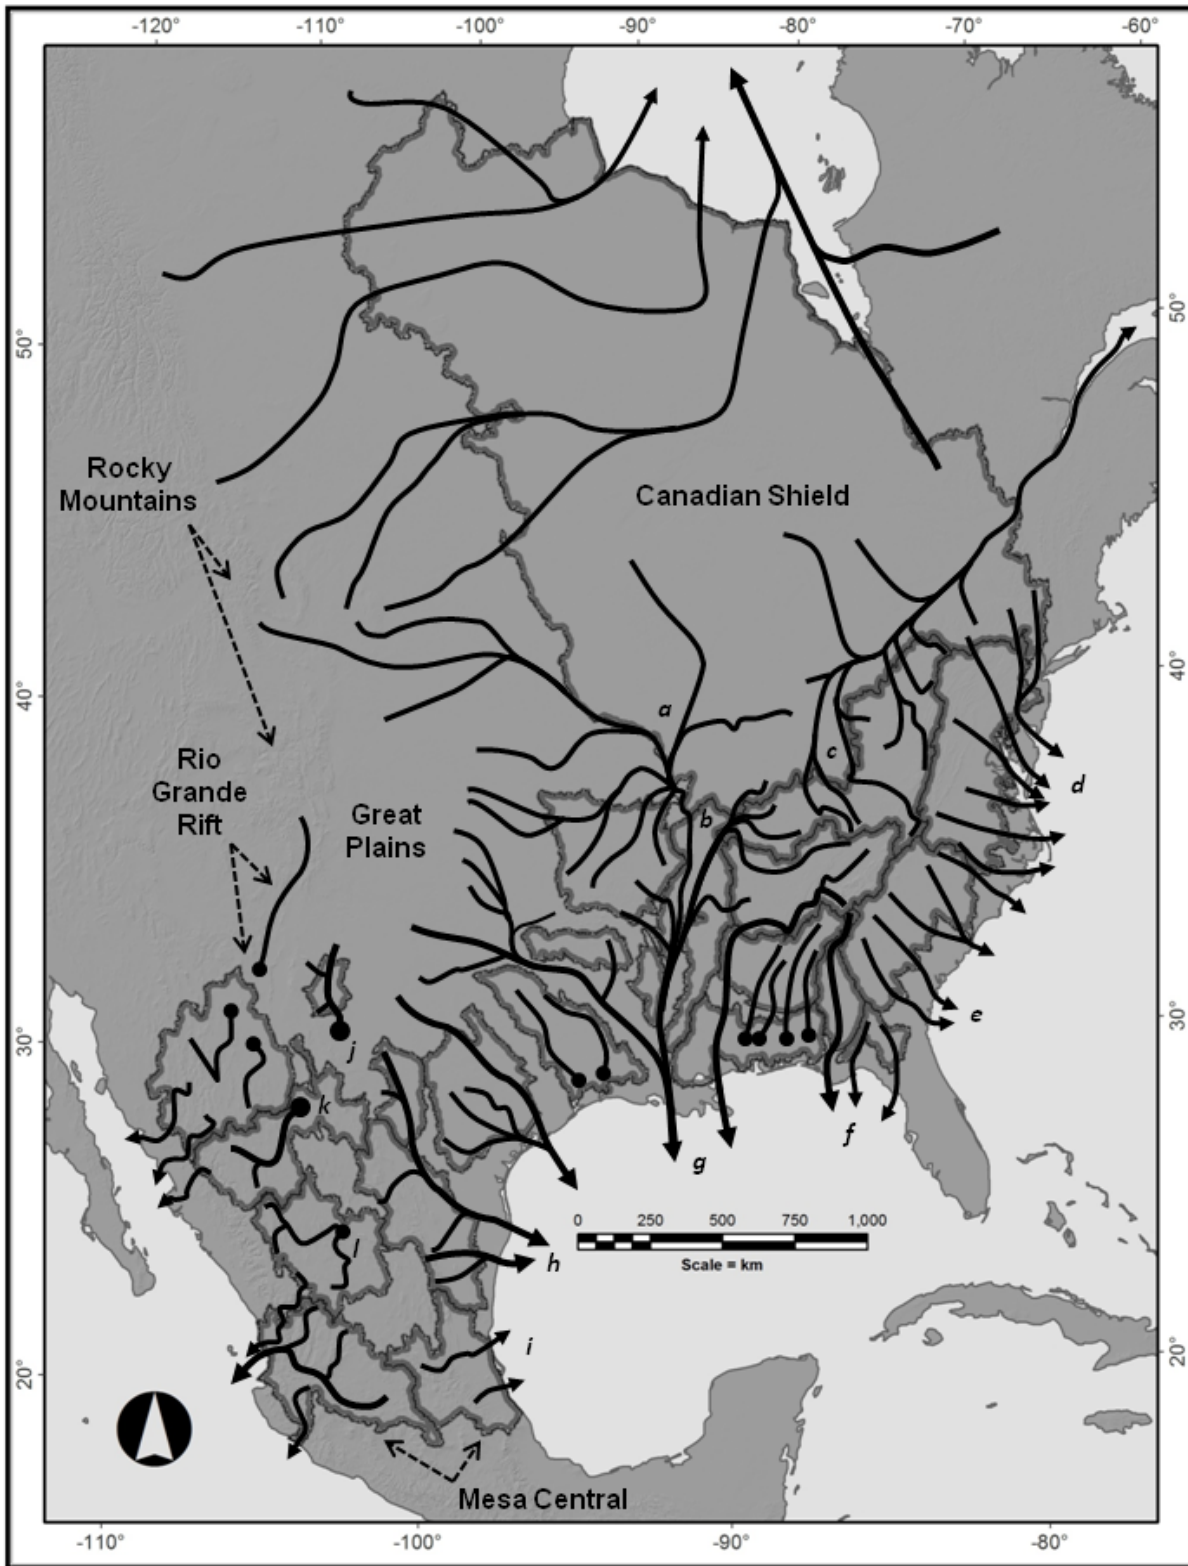 -120° -110° -100° -90° -80° -70° -60°
50°
50°
Rocky
Mountains
Canadian Shield
40°
40°
a
Rio
Grande
Rift
c
d
Great
Plains
b
30°
30°
e
j
k
f
g
0 250 500 750 1,000
Scale = km
l
h
i
20°
20°
Mesa Central
-110° -100° -90° -80°